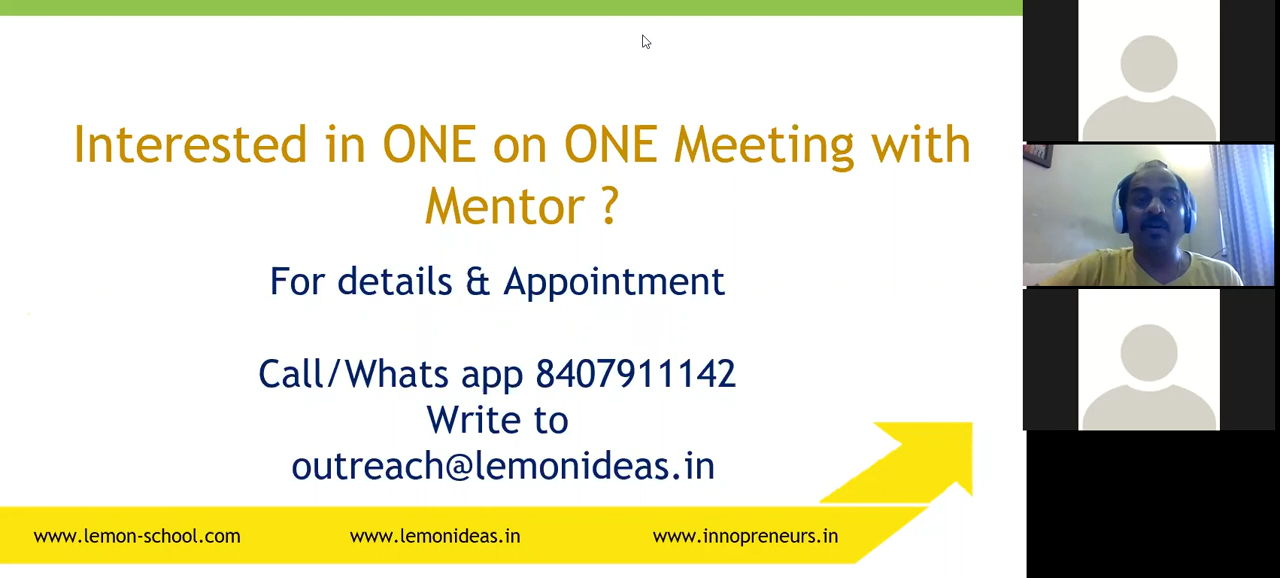 Interested in ONE on ONE Meeting with
Mentor ?
For details & Appointment
Call/Whats app 8407911142
Write to
outreach@lemonideas.in
www.lemon-school.com
www.lemonideas.in
www.innopreneurs.in